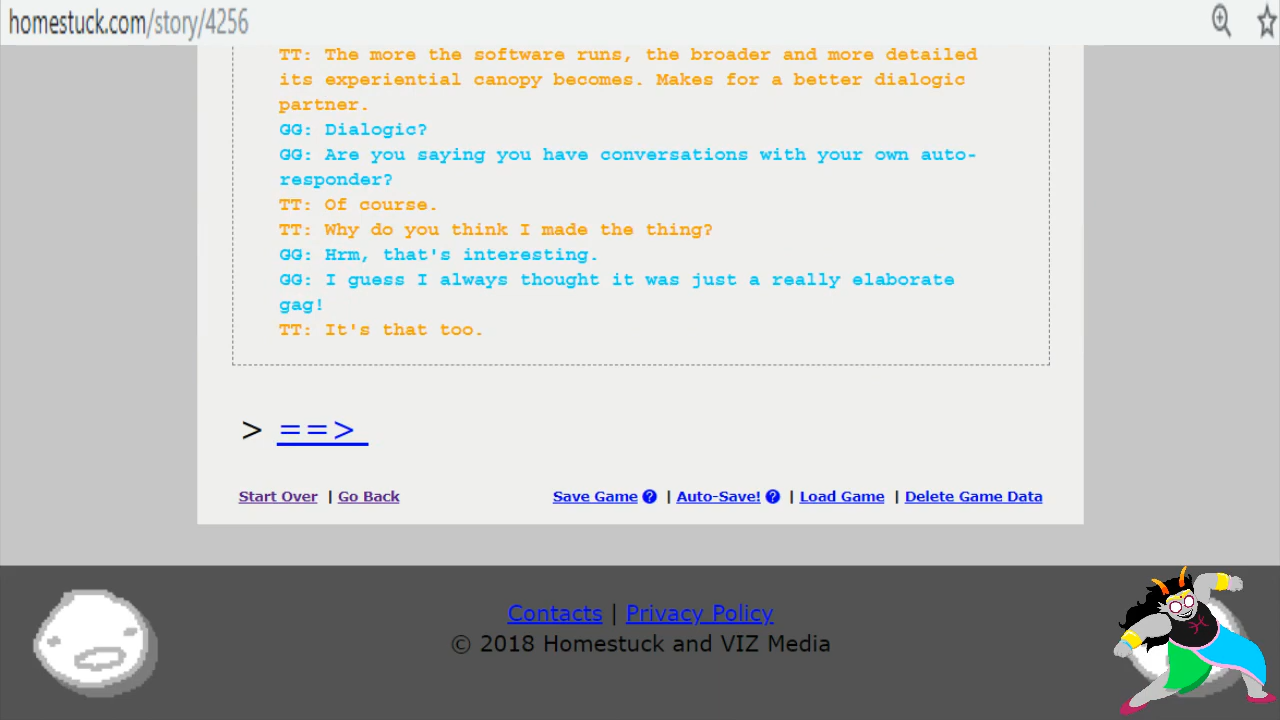 homestuck.com/story/4256
TT: The more the software runs, the broader and more detailed
its experiential canopy becomes. Makes for a better dialogic
partner.
GG: Dialogic?
GG: Are you saying you have conversations with your own auto-
responder?
TT: Of course.
TT: Why do you think I made the thing?
GG: Hrm, that's interesting.
GG: I guess I always thought it was just a really elaborate
gag!
TT: It's that too.
> ==>
Start Over | Go Back Save Game ? | Auto-Save! ? | Load Game | Delete Game Data
Contacts | Privacy Policy
© 2018 Homestuck and VIZ Media